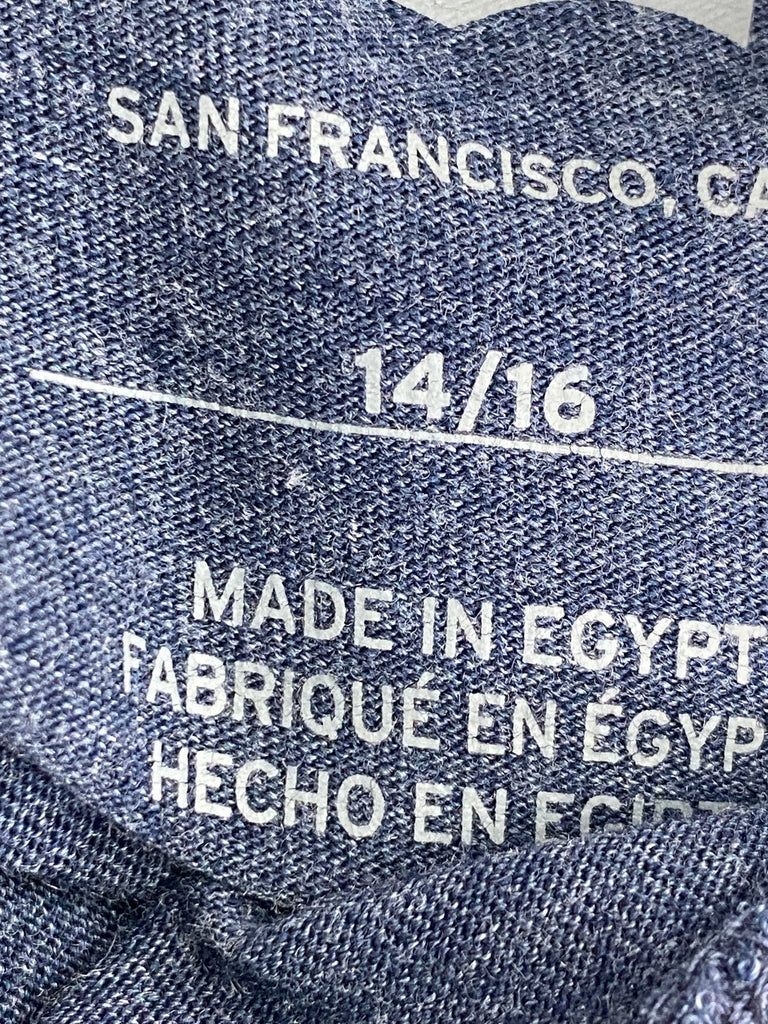 SAN FRANCISCO, CA
14/16
MADE IN EGYPT
FABRIQUÉ EN ÉGYP
HECHO EN